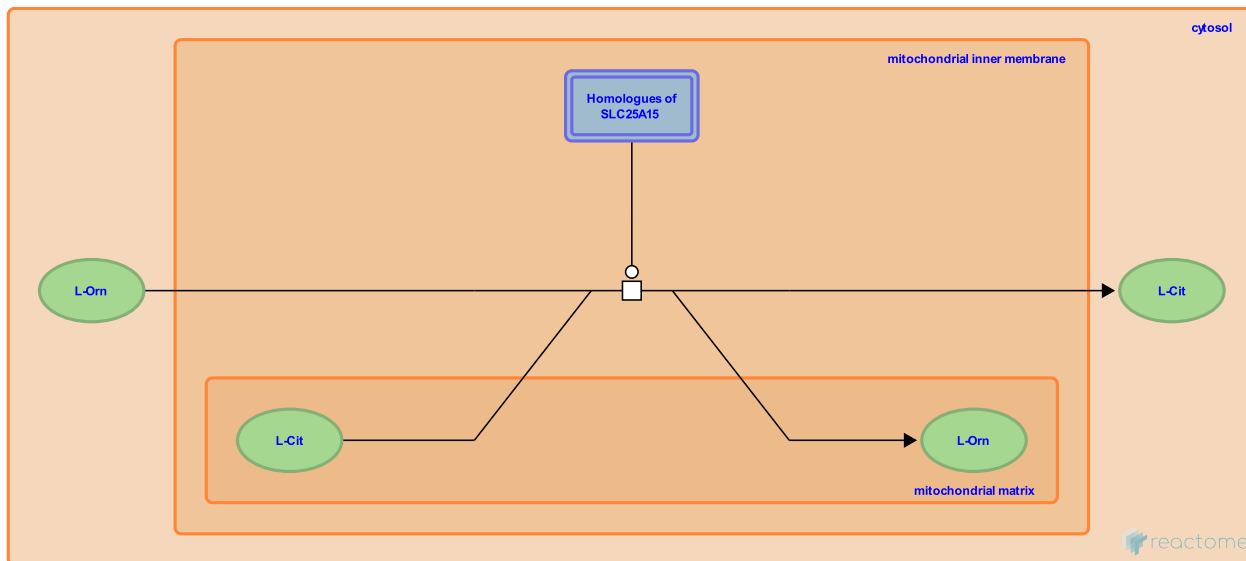 cytosol
mitochondrial inner membrane
Homologues of
SLC25A15
L-Orn
L-Cit
L-Cit
L-Orn
mitochondrial matrix
reactome